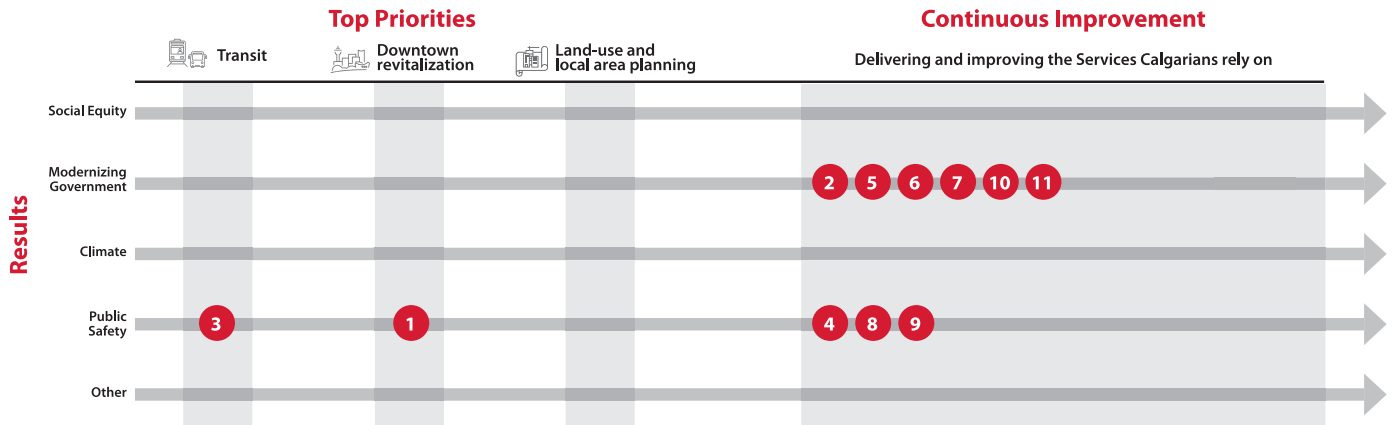 Top Priorities
Continuous Improvement
Transit
Downtown
revitalization
Land-use and
local area planning
Delivering and improving the Services Calgarians rely on
Results
Social Equity
Modernizing
Government
2 5 6 7 10 11
Climate
Public
Safety
3 1 4 8 9
Other